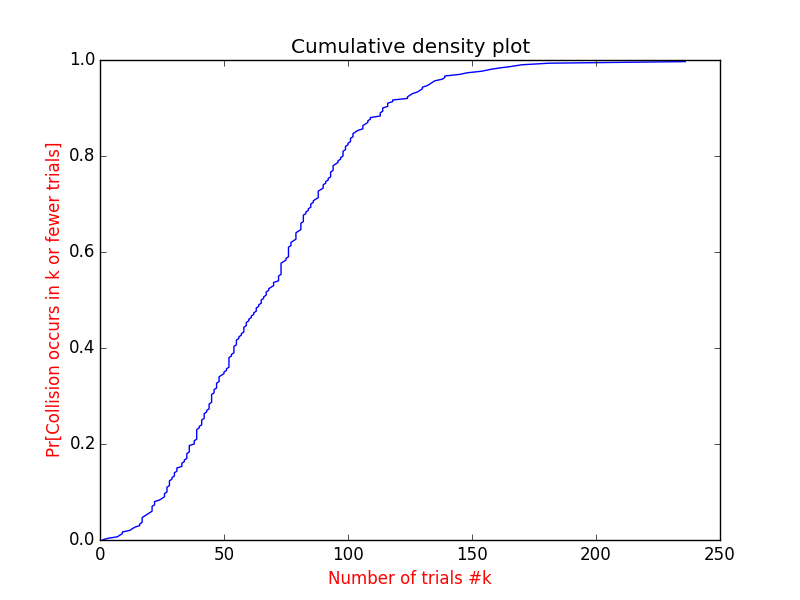 Cumulative density plot
1.0
0.8
0.6
0.4
0.2
0.0
Pr[Collision occurs in k or fewer trials]
0 50 100 150 200 250
Number of trials #k